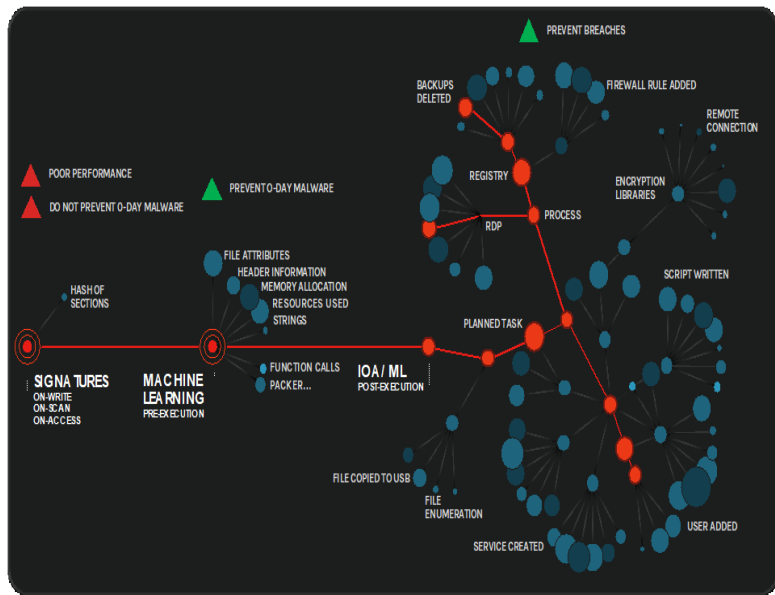 PREVENT BREACHES
BACKUPS
DELETED
FIREWALL RULE ADDED
REMOTE
CONNECTION
POOR PERFORMANCE
DO NOT PREVENT 0-DAY MALWARE
PREVENT 0-DAY MALWARE
REGISTRY
ENCRYPTION
LIBRARIES
PROCESS
RDP
FILE ATTRIBUTES
HEADER INFORMATION
MEMORY ALLOCATION
RESOURCES USED
STRINGS
HASH OF
SECTIONS
SCRIPT WRITTEN
PLANNED TASK
FUNCTION CALLS
PACKER...
SIGNATURES
ON-WRITE
ON-SCAN
ON-ACCESS
MACHINE
LEARNING
PRE-EXECUTION
IOA / ML
POST-EXECUTION
FILE COPIED TO USB
FILE
ENUMERATION
SERVICE CREATED
USER ADDED